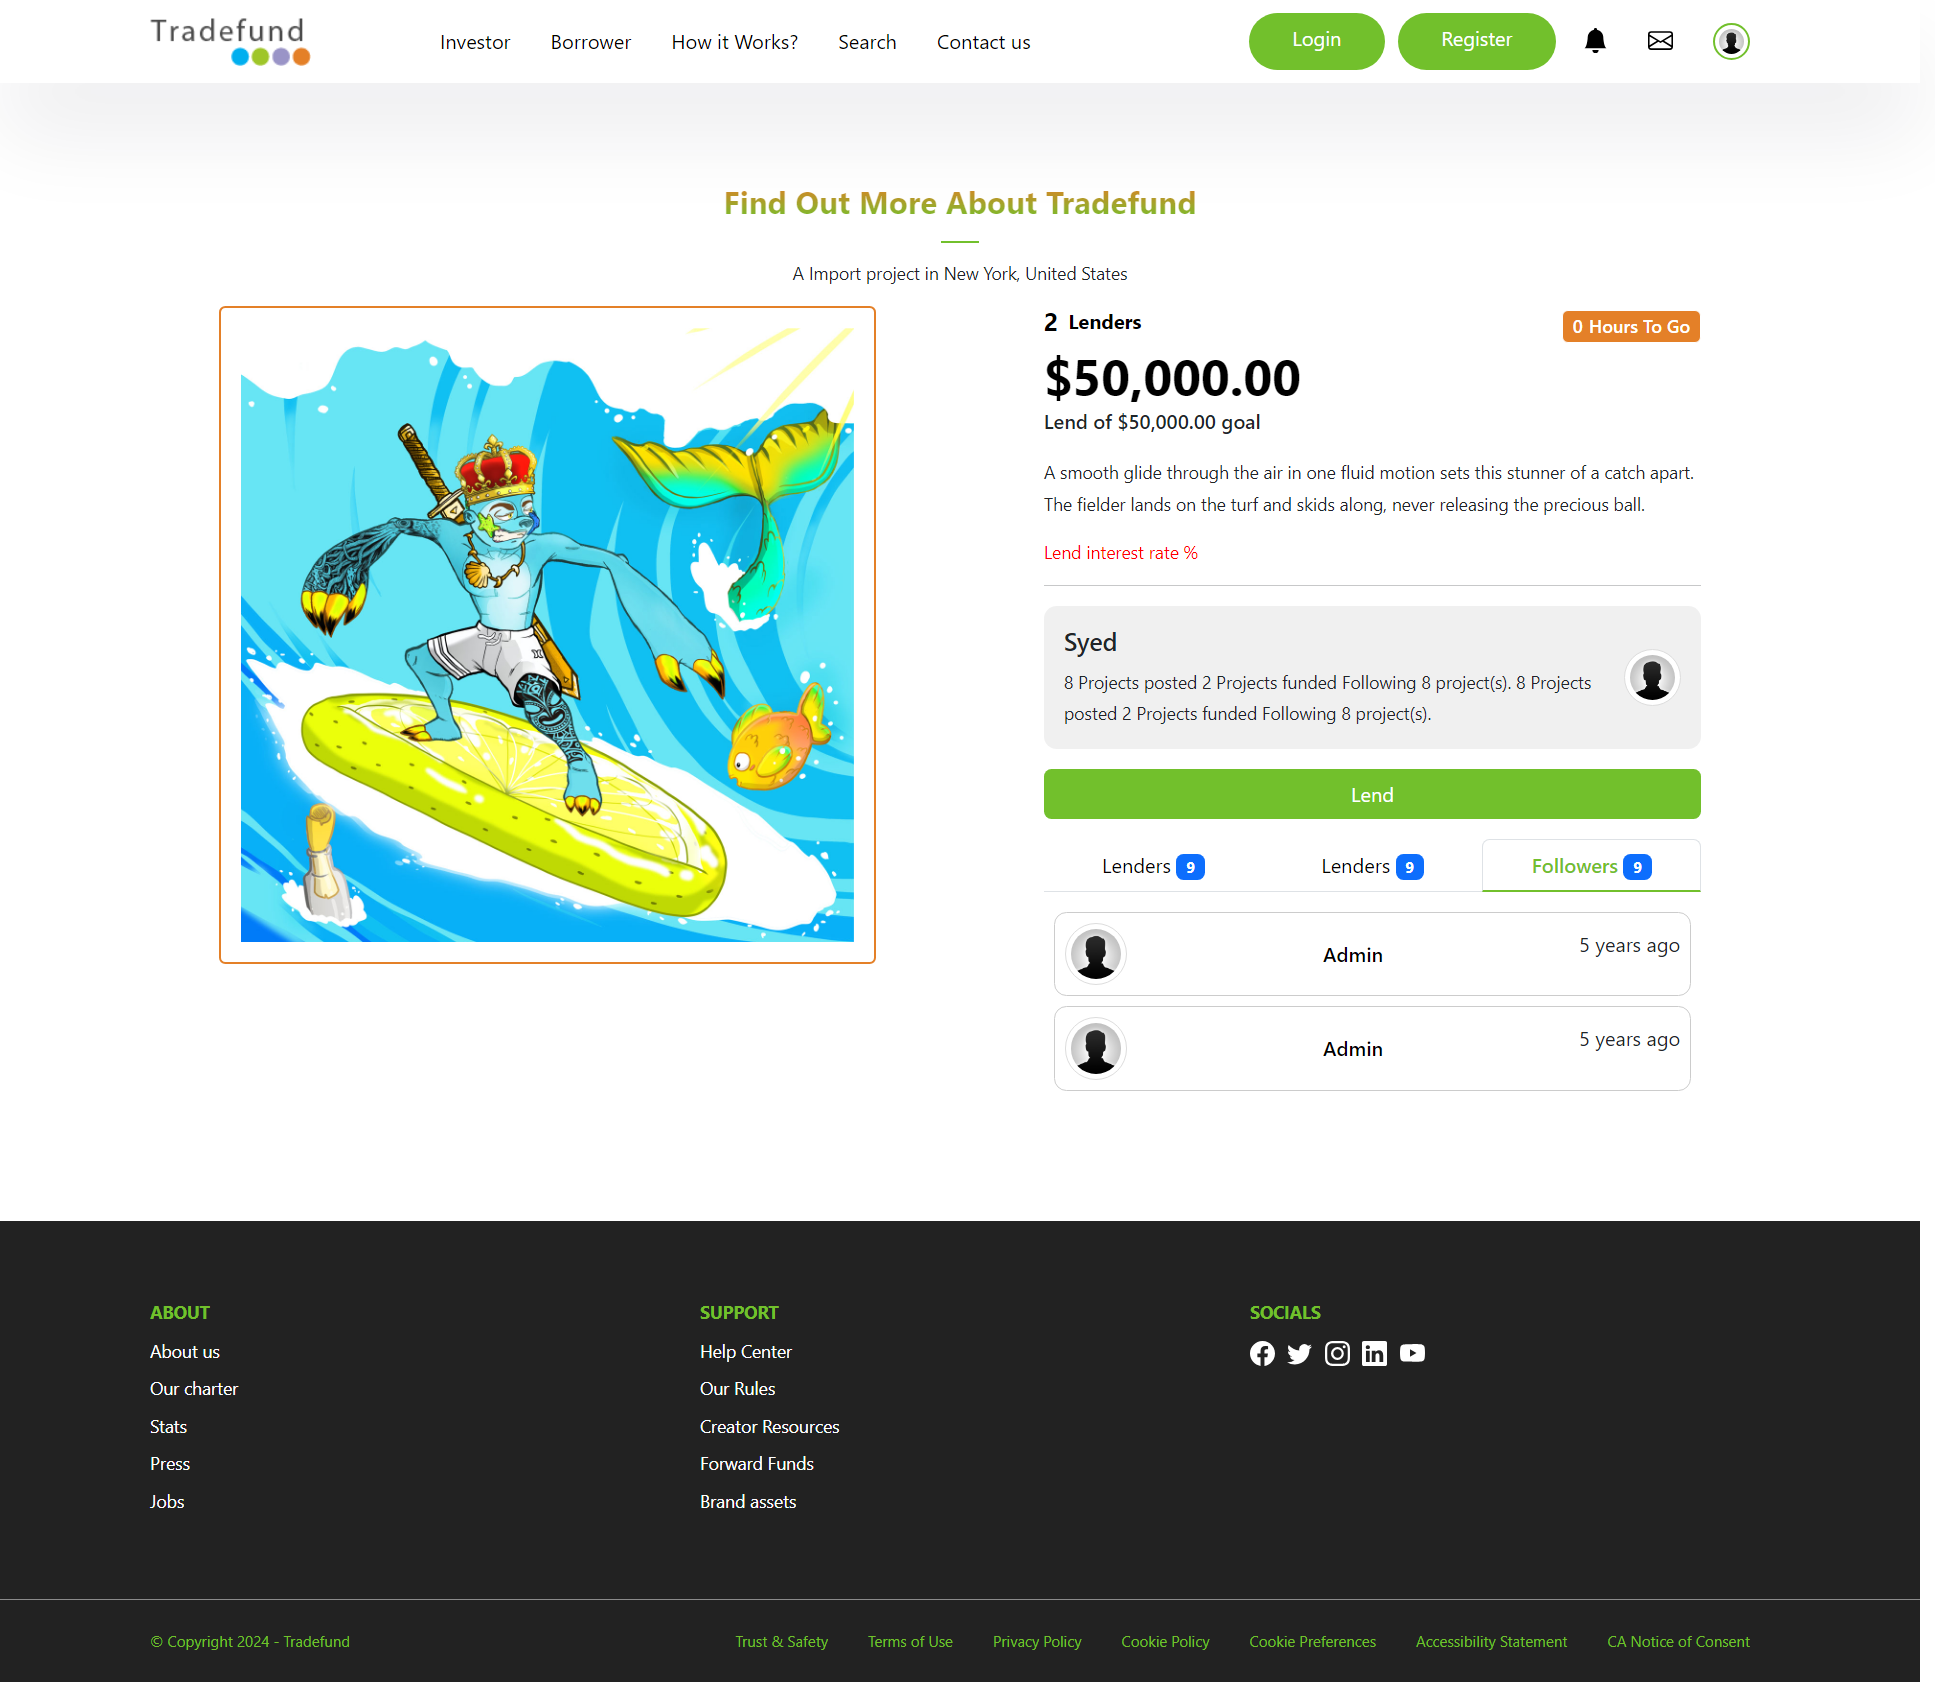 Tradefund
Investor
Borrower
How it Works?
Search
Contact us
Login
Register
Find Out More About Tradefund
A Import project in New York, United States
2 Lenders
0 Hours To Go
$50,000.00
Lend of $50,000.00 goal
A smooth glide through the air in one fluid motion sets this stunner of a catch apart.
The fielder lands on the turf and skids along, never releasing the precious ball.
Lend interest rate %
Syed
8 Projects posted 2 Projects funded Following 8 project(s). 8 Projects
posted 2 Projects funded Following 8 project(s).
Lend
Lenders 9
Lenders 9
Followers 9
Admin
5 years ago
Admin
5 years ago
ABOUT
About us
Our charter
Stats
Press
Jobs
SUPPORT
Help Center
Our Rules
Creator Resources
Forward Funds
Brand assets
SOCIALS
© Copyright 2024 - Tradefund
Trust & Safety
Terms of Use
Privacy Policy
Cookie Policy
Cookie Preferences
Accessibility Statement
CA Notice of Consent